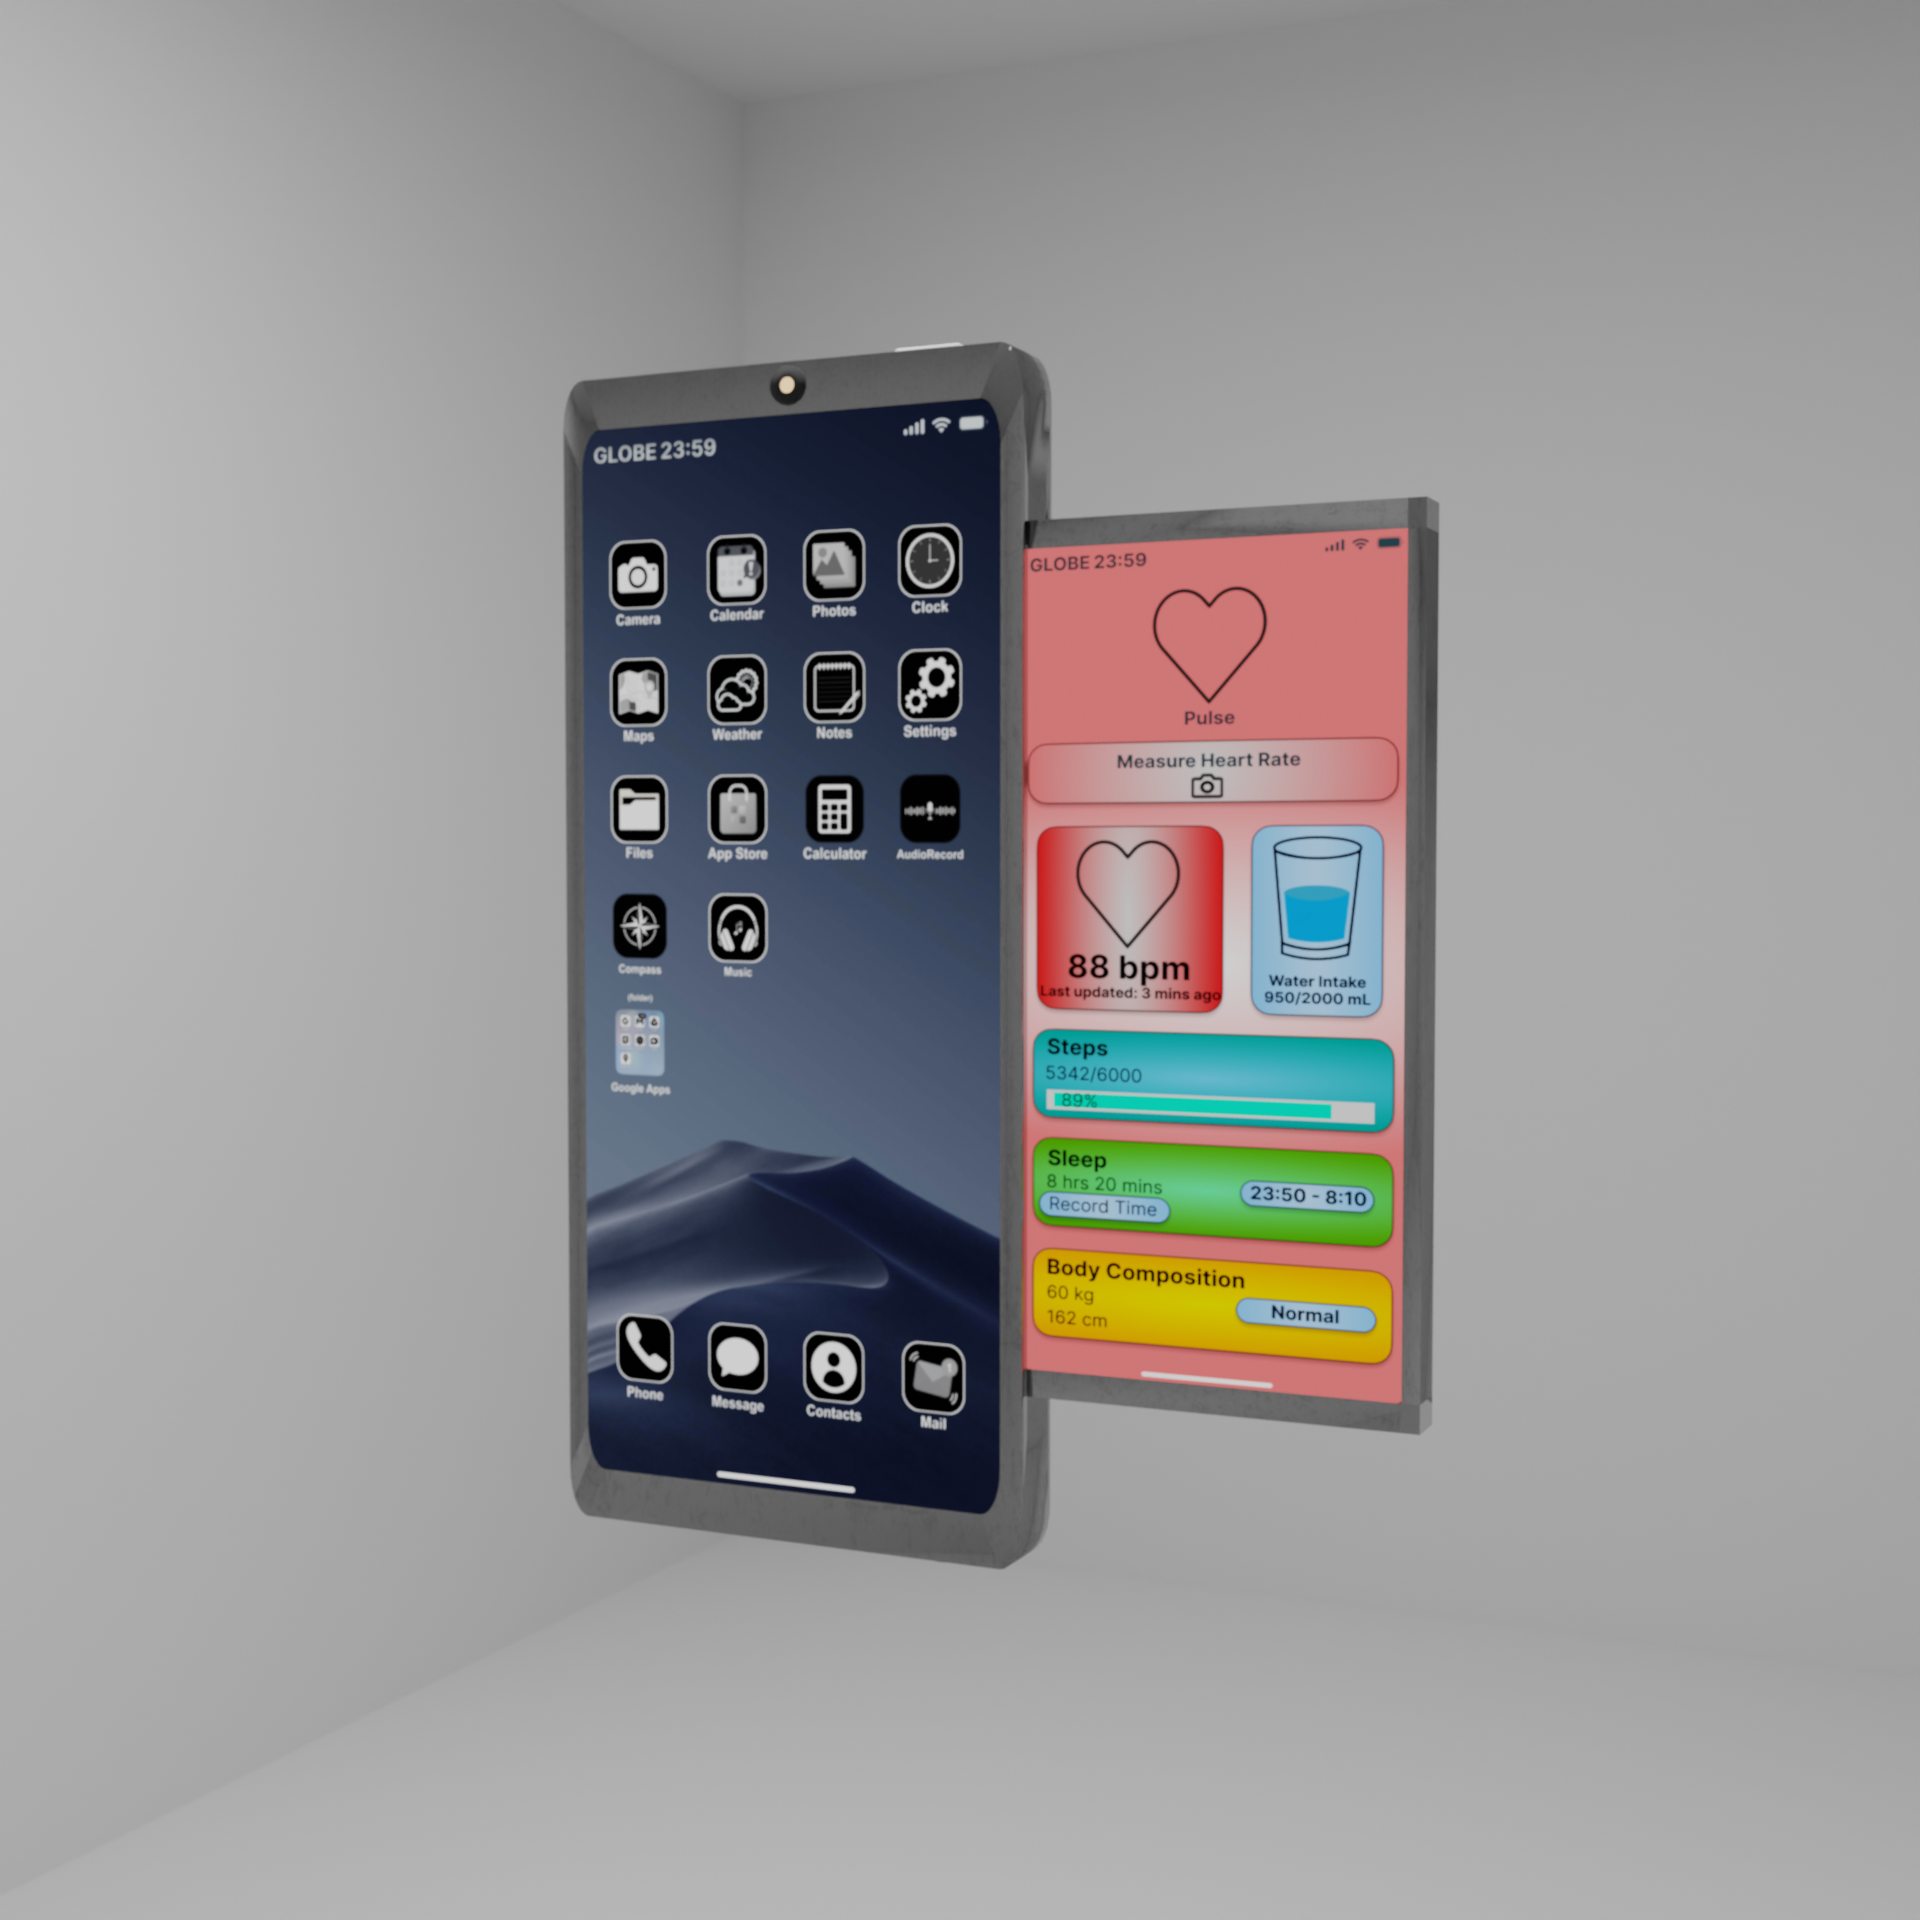 GLOBE 23:59
Camera
Calendar
Photos
Clock
Maps
Weather
Notes
Settings
Files
App Store
Calculator
AudioRecord
Compass
Music
(folder)
Google Apps
Phone
Message
Contacts
Mail
GLOBE 23:59
Pulse
Measure Heart Rate
88 bpm
Last updated: 3 mins ago
Water Intake
950/2000 mL
Steps
5342/6000
89%
Sleep
8 hrs 20 mins
23:50 - 8:10
Record Time
Body Composition
60 kg
Normal
162 cm